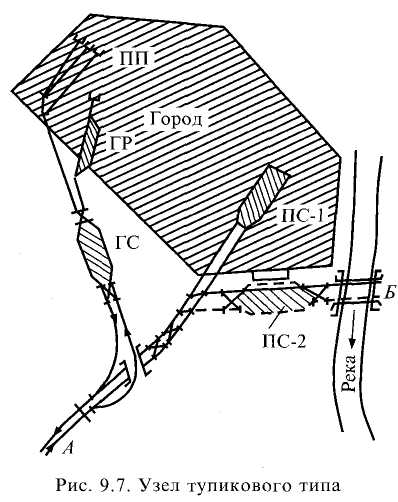 ПП
Город
ГР
ПС-1
ГС
Б
ПС-2
Река
А
Рис. 9.7. Узел тупикового типа